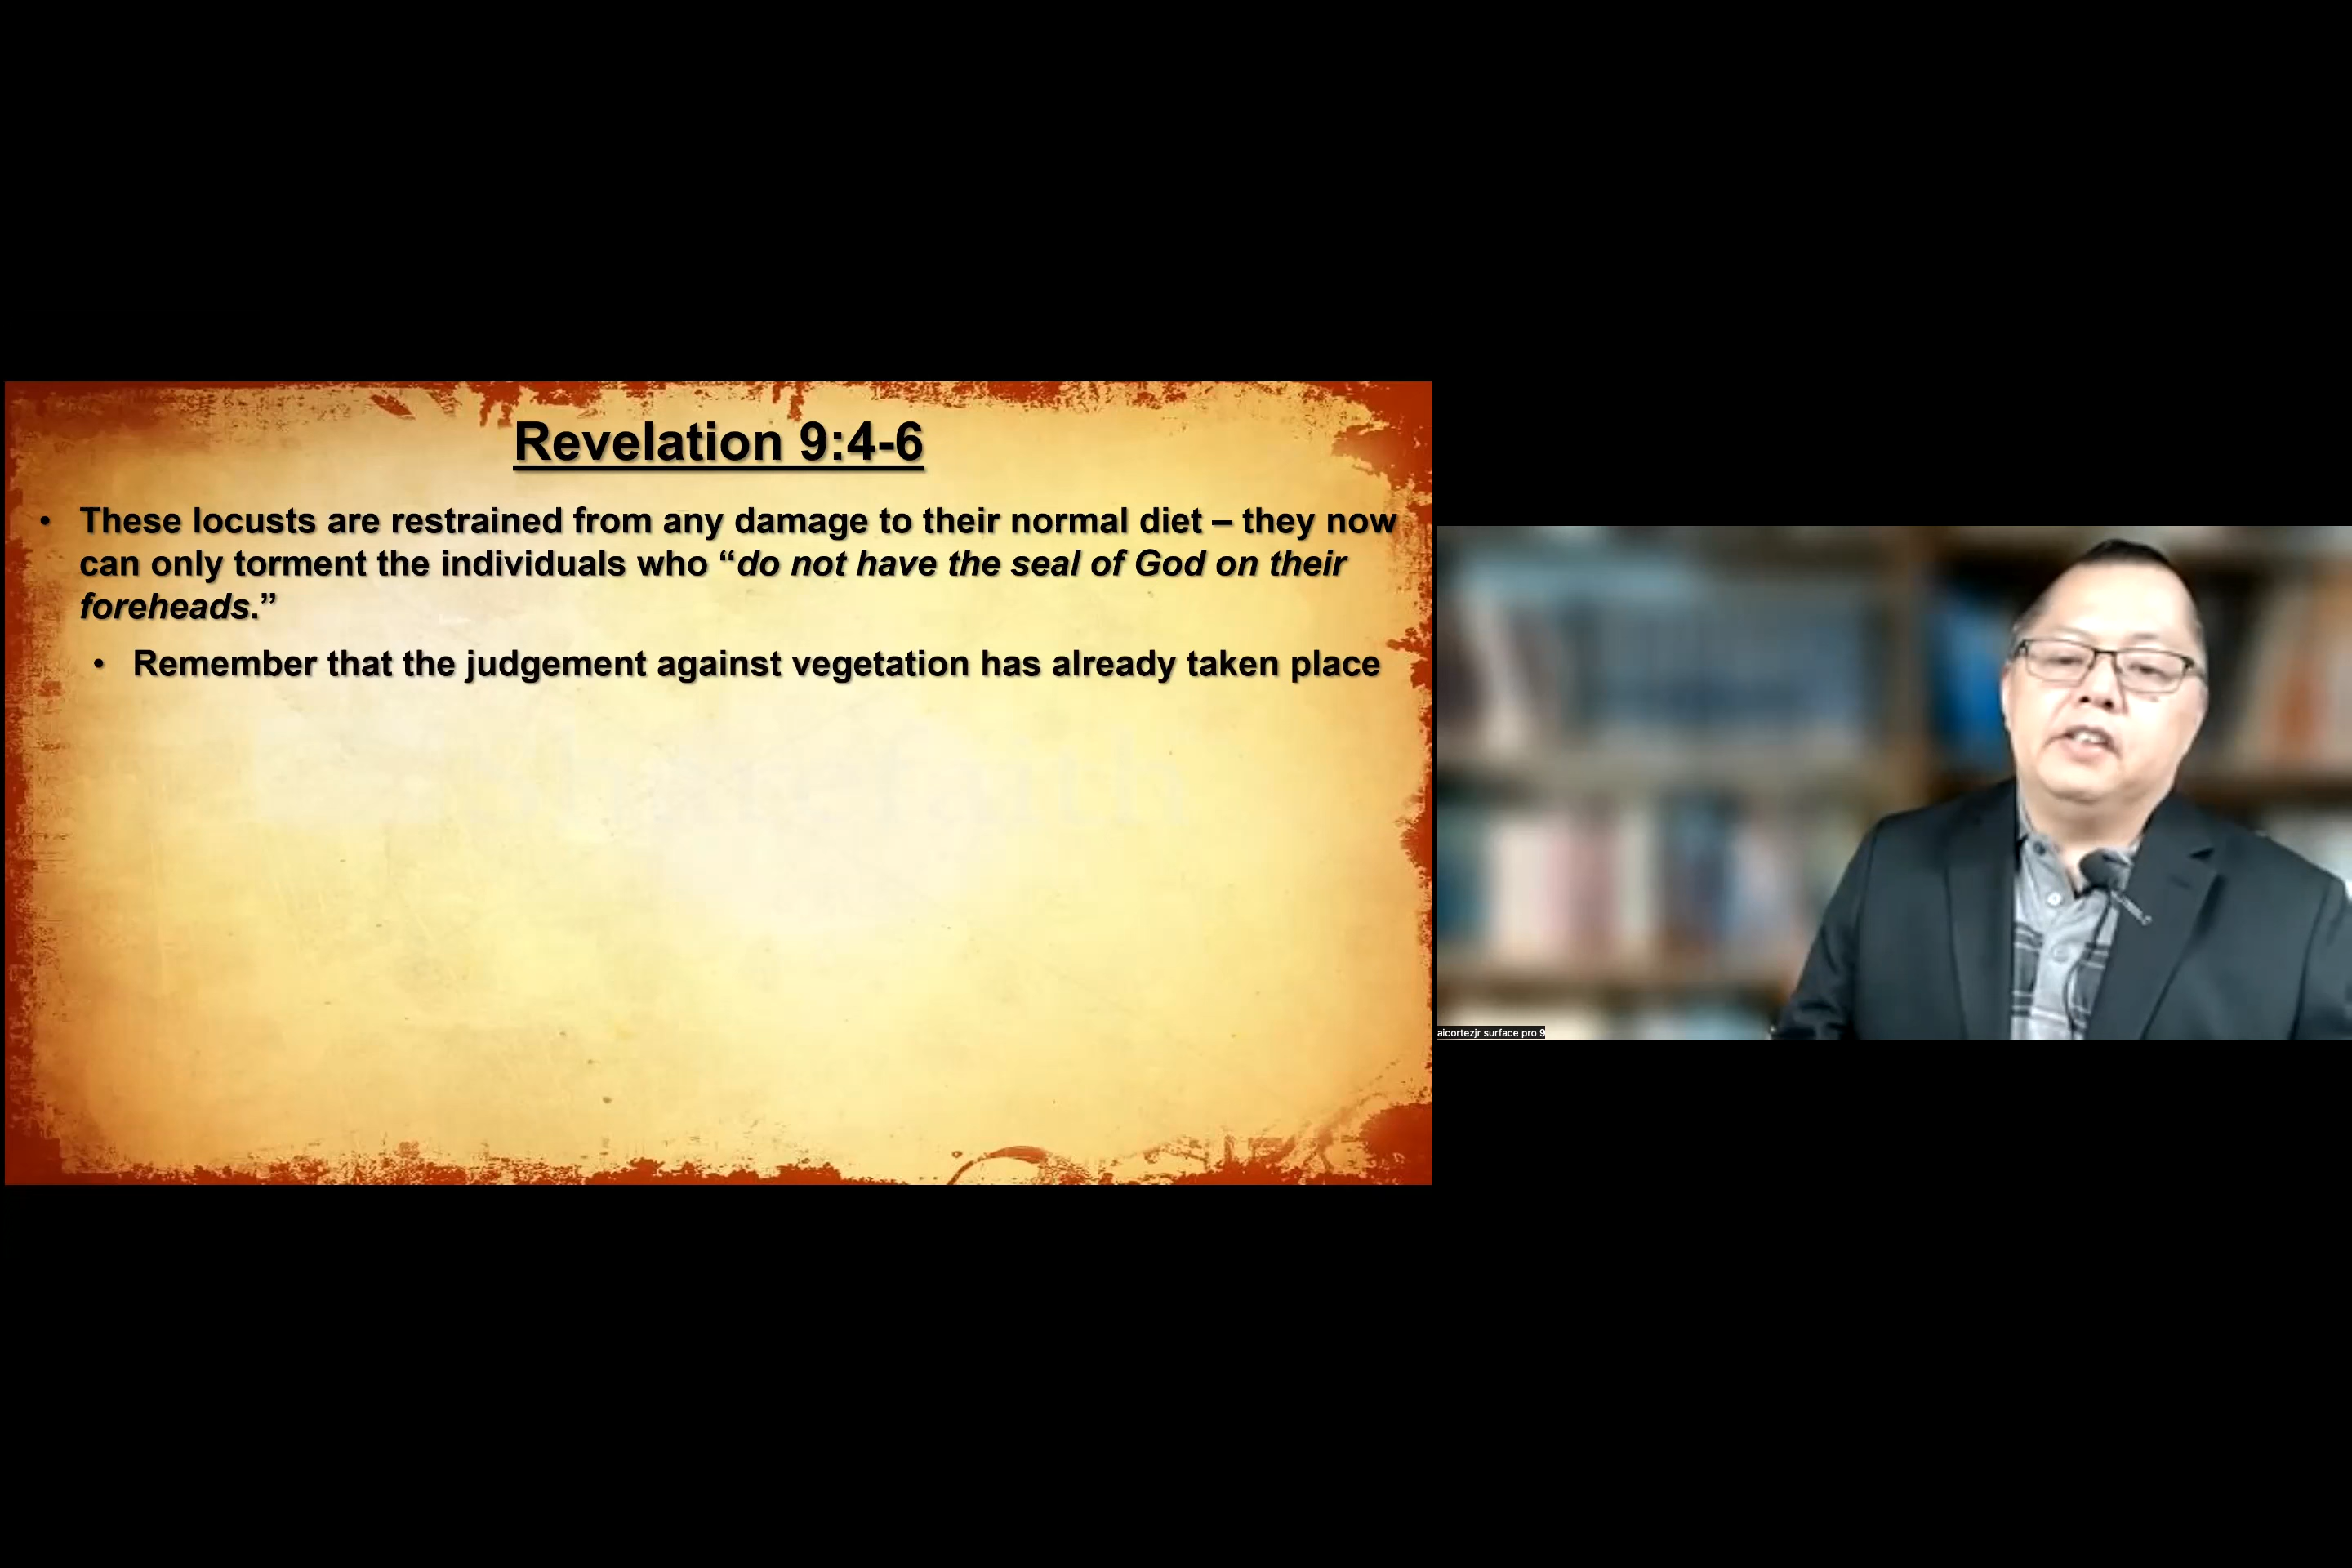 Revelation 9:4-6
• These locusts are restrained from any damage to their normal diet – they now
can only torment the individuals who “do not have the seal of God on their
foreheads.”
• Remember that the judgement against vegetation has already taken place
aicortezjr surface pro 9